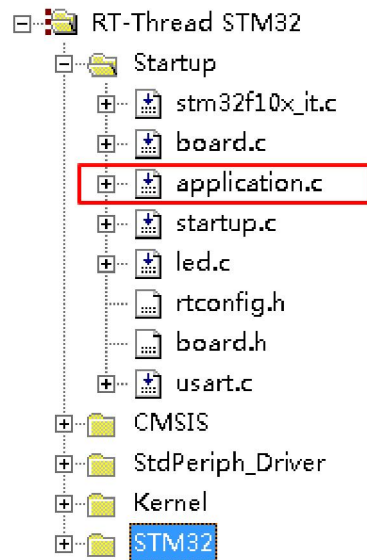 RT-Thread STM32
Startup
stm32f10x_it.c
board.c
application.c
startup.c
led.c
rtconfig.h
board.h
usart.c
CMSIS
StdPeriph_Driver
Kernel
STM32